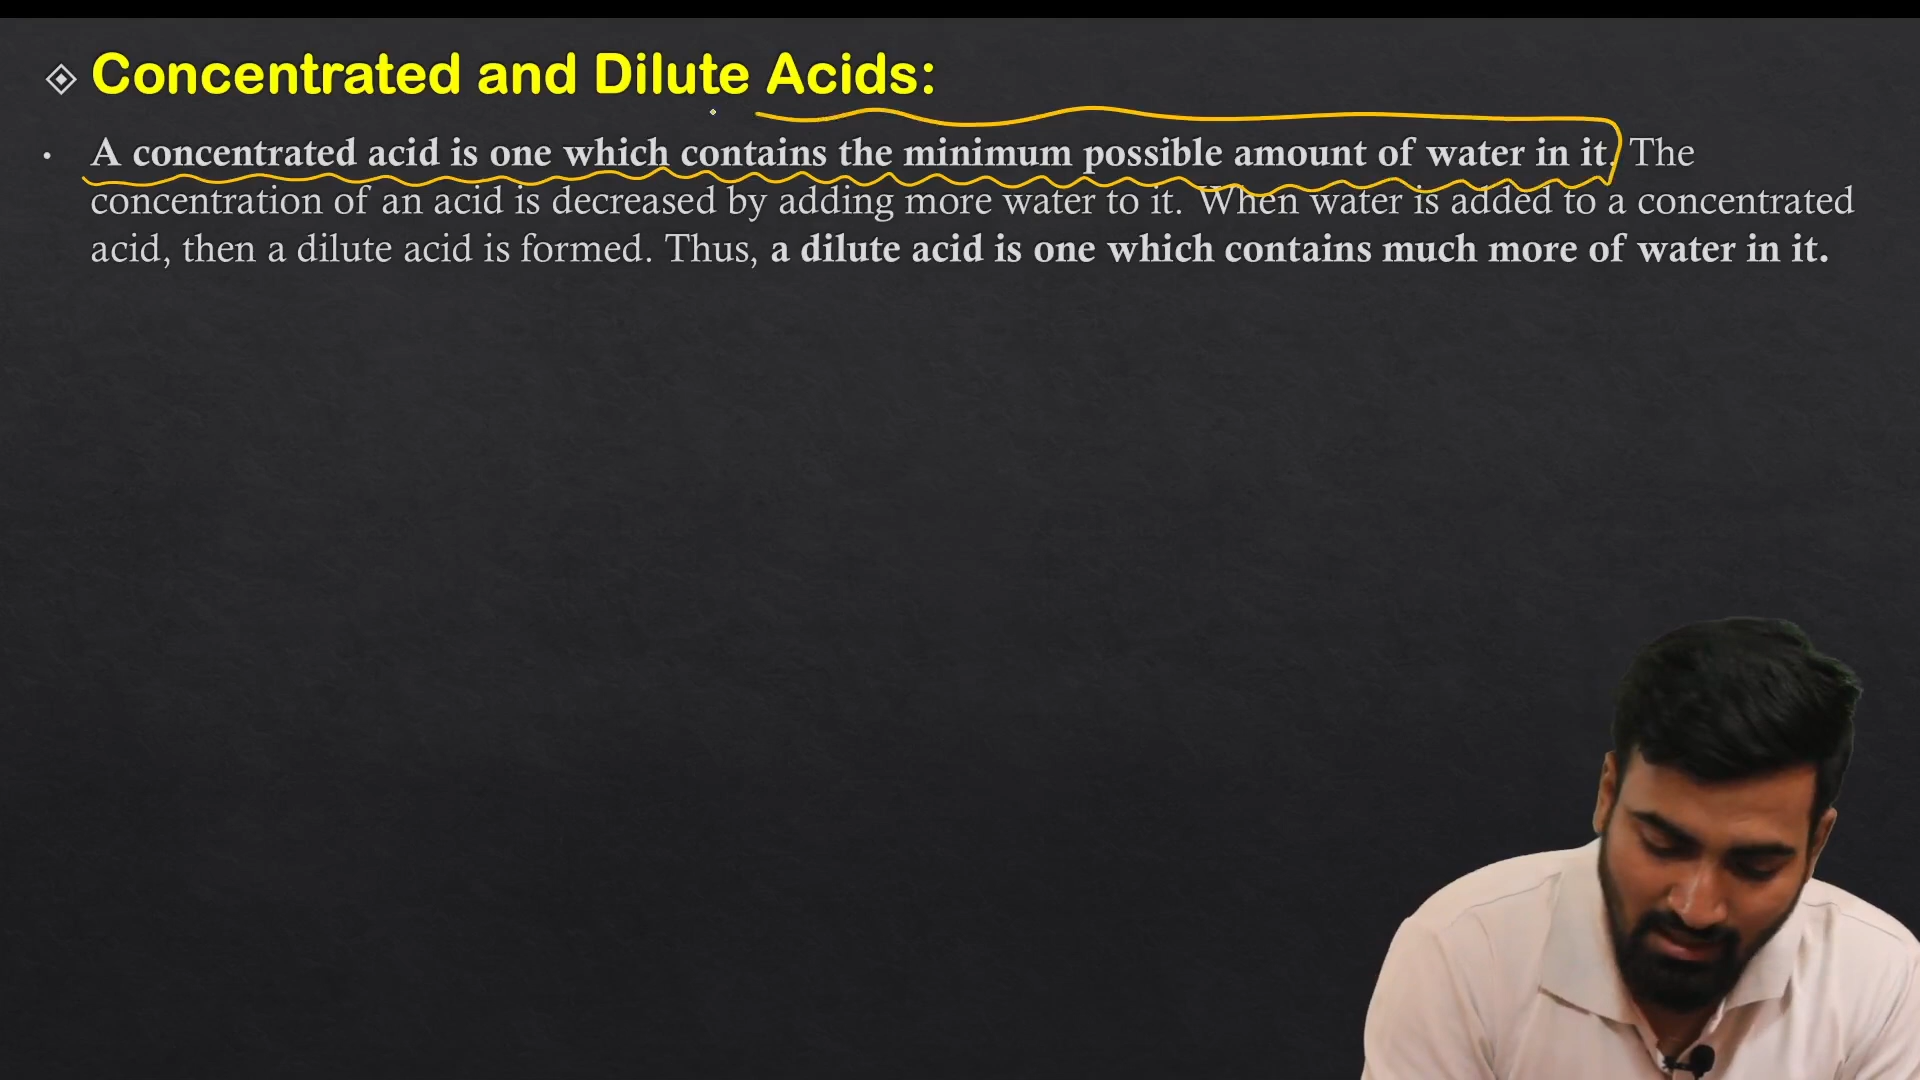 Concentrated and Dilute Acids:
A concentrated acid is one which contains the minimum possible amount of water in it. The
concentration of an acid is decreased by adding more water to it. When water is added to a concentrated
acid, then a dilute acid is formed. Thus, a dilute acid is one which contains much more of water in it.